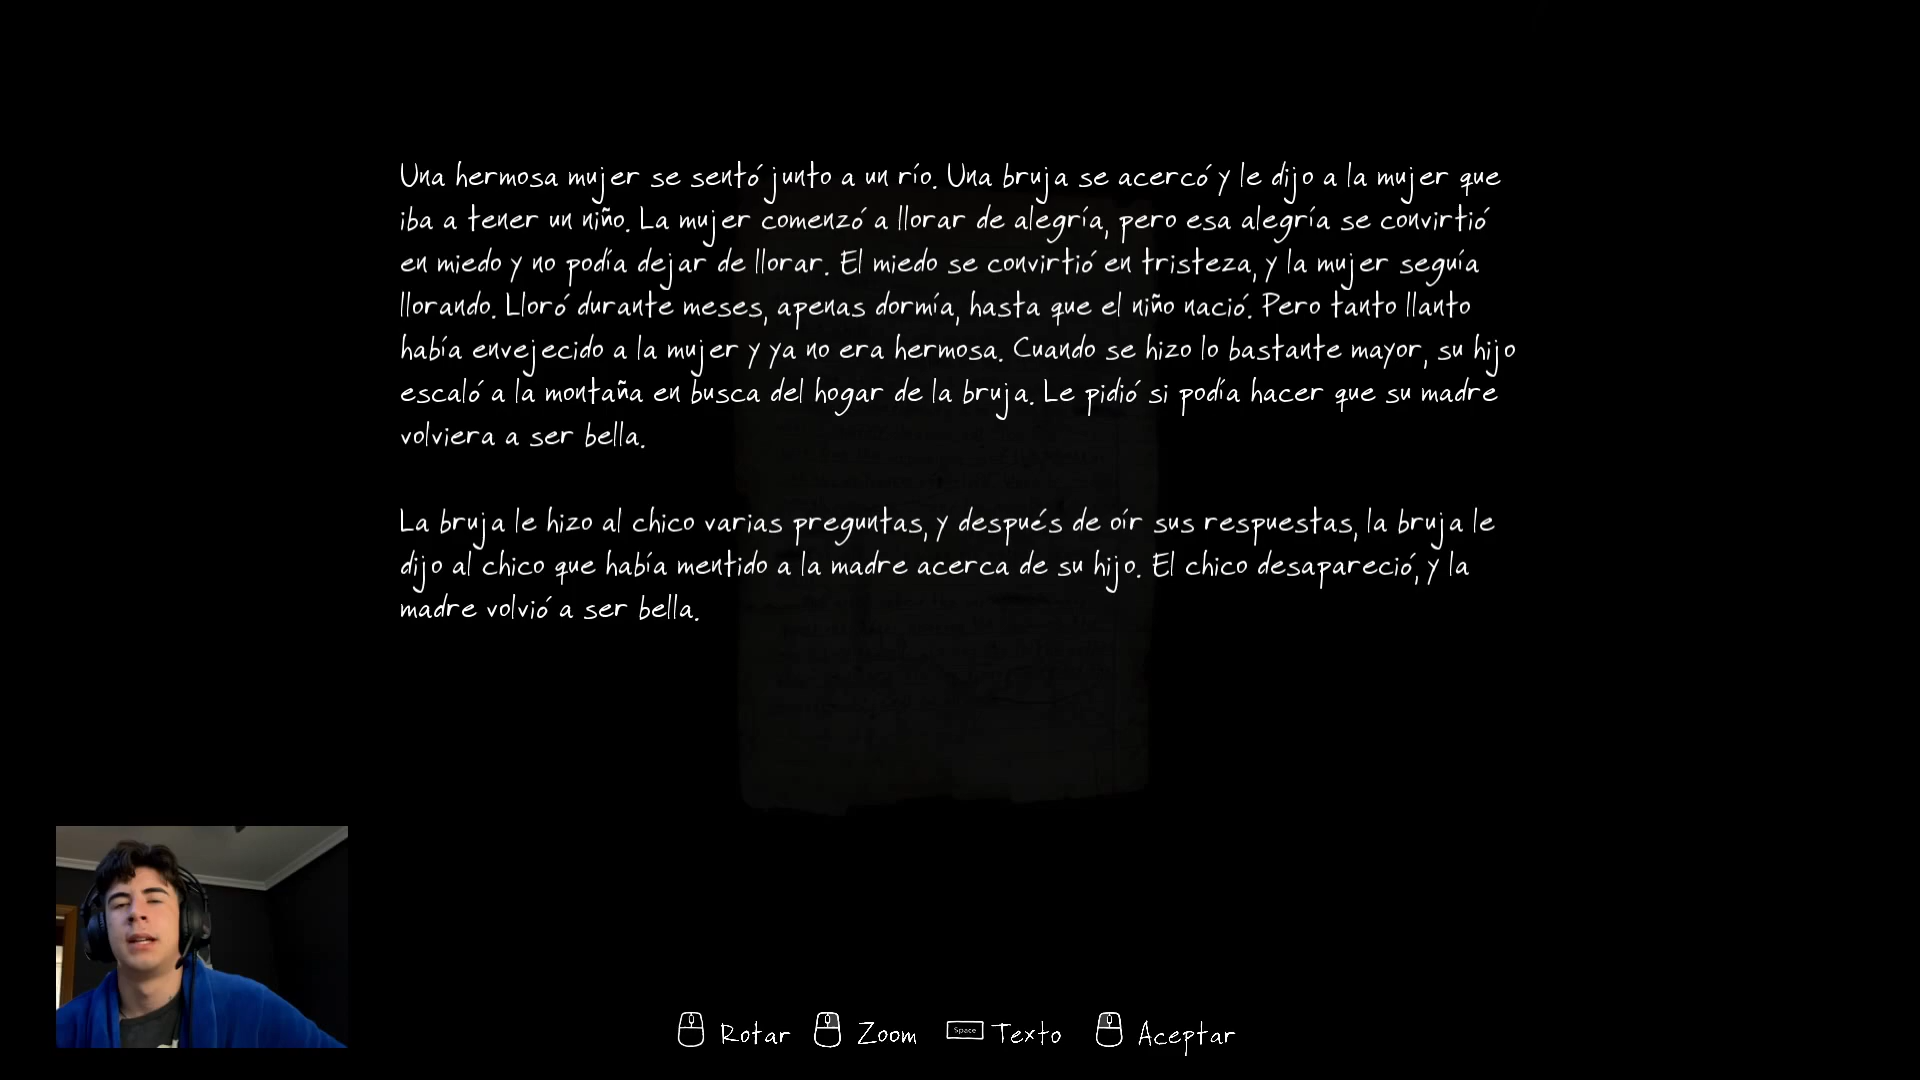 Una hermosa mujer se sentó junto a un río. Una bruja se acercó y le dijo a la mujer que
iba a tener un niño. La mujer comenzó a llorar de alegría, pero esa alegría se convirtió
en miedo y no podía dejar de llorar. El miedo se convirtió en tristeza, y la mujer seguía
llorando. Lloró durante meses, apenas dormía, hasta que el niño nació. Pero tanto llanto
había envejecido a la mujer y ya no era hermosa. Cuando se hizo lo bastante mayor, su hijo
escaló a la montaña en busca del hogar de la bruja. Le pidió si podía hacer que su madre
volviera a ser bella.
La bruja le hizo al chico varias preguntas, y después de oír sus respuestas, la bruja le
dijo al chico que había mentido a la madre acerca de su hijo. El chico desapareció, y la
madre volvió a ser bella.
Rotar Zoom Space Texto Aceptar